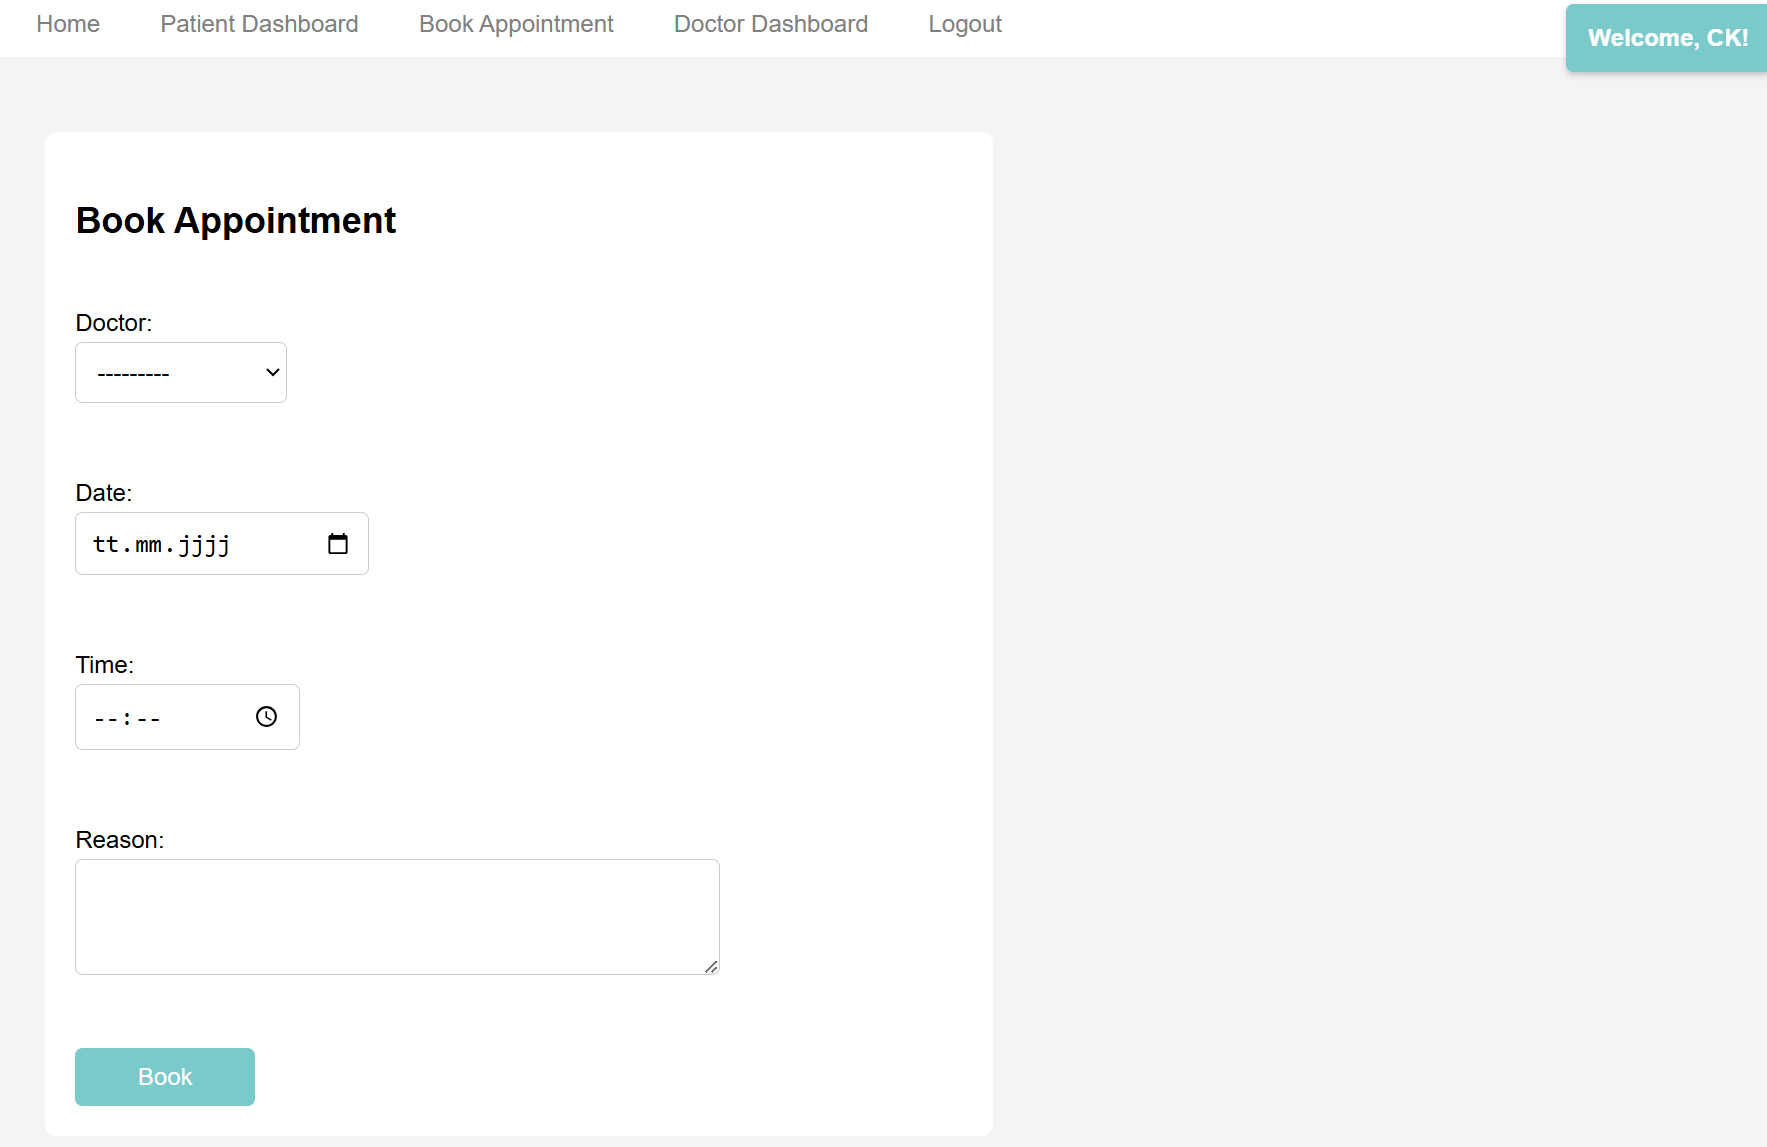 Home Patient Dashboard Book Appointment Doctor Dashboard Logout Welcome, CK!
Book Appointment
Doctor:
---------
Date:
tt.mm.jjjj
Time:
--:--
Reason:
Book